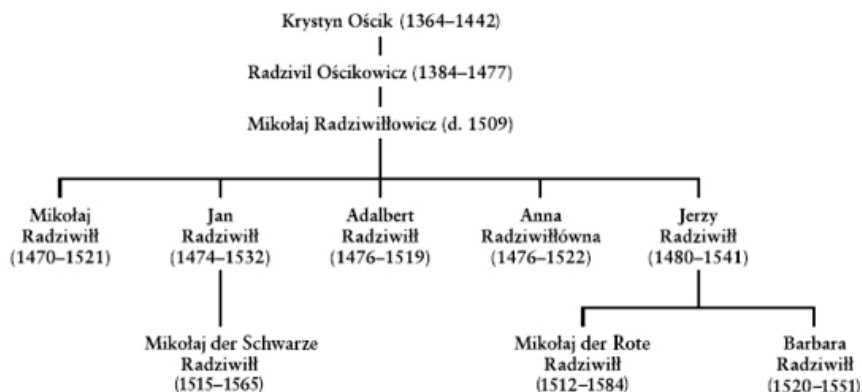 Krystyn Ościk (1364–1442)
Radzivil Ościkowicz (1384–1477)
Mikołaj Radziwiłłowicz (d. 1509)
Mikołaj
Radziwiłł
(1470–1521)
Jan
Radziwiłł
(1474–1532)
Adalbert
Radziwiłł
(1476–1519)
Anna
Radziwiłłówna
(1476–1522)
Jerzy
Radziwiłł
(1480–1541)
Mikołaj der Schwarze
Radziwiłł
(1515–1565)
Mikołaj der Rote
Radziwiłł
(1512–1584)
Barbara
Radziwiłł
(1520–1551)